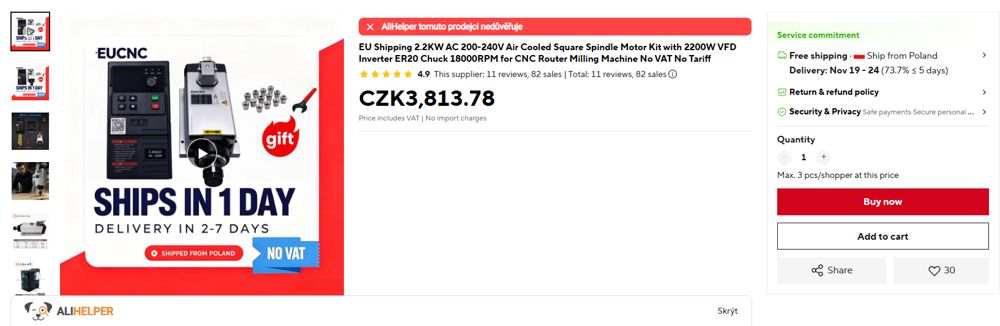 AliHelper tomuto prodejci nedůvěřuje
EU Shipping 2.2KW AC 200-240V Air Cooled Square Spindle Motor Kit with 2200W VFD
Inverter ER20 Chuck 18000RPM for CNC Router Milling Machine No VAT No Tariff
4.9 This supplier: 11 reviews, 82 sales | Total: 11 reviews, 82 sales
CZK3,813.78
Price includes VAT | No import charges
EUCNC
gift
SHIPS IN 1 DAY
DELIVERY IN 2-7 DAYS
SHIPPED FROM POLAND
NO VAT
Service commitment
Free shipping · Ship from Poland
Delivery: Nov 19 - 24 (73.7% ≤ 5 days)
Return & refund policy
Security & Privacy Safe payments Secure personal ...
Quantity
- 1 +
Max. 3 pcs/shopper at this price
Buy now
Add to cart
Share
30
ALIHELPER
Skrýt